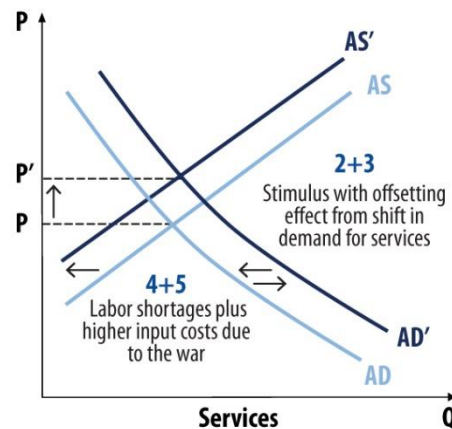 P
AS′
AS
2+3
Stimulus with offsetting
effect from shift in
demand for services
P′
P
4+5
Labor shortages plus
higher input costs due
to the war
AD′
AD
Services
Q